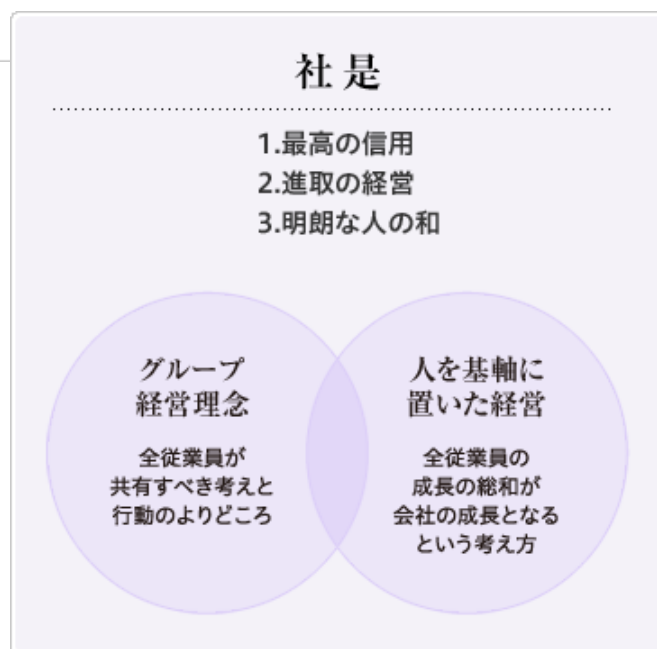 社是
1.最高の信用
2.進取の経営
3.明朗な人の和
グループ
経営理念
全従業員が
共有すべき考えと
行動のよりどころ
人を基軸に
置いた経営
全従業員の
成長の総和が
会社の成長となる
という考え方